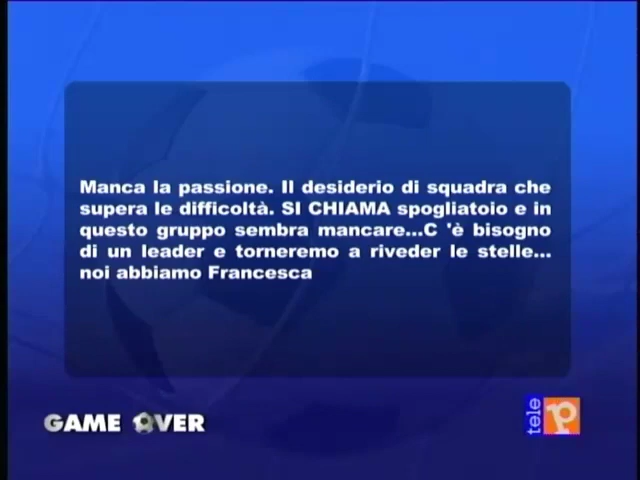 Manca la passione. Il desiderio di squadra che
supera le difficoltà. SI CHIAMA spogliatoio e in
questo gruppo sembra mancare...C 'è bisogno
di un leader e torneremo a riveder le stelle...
noi abbiamo Francesca
GAME OVER
tele P